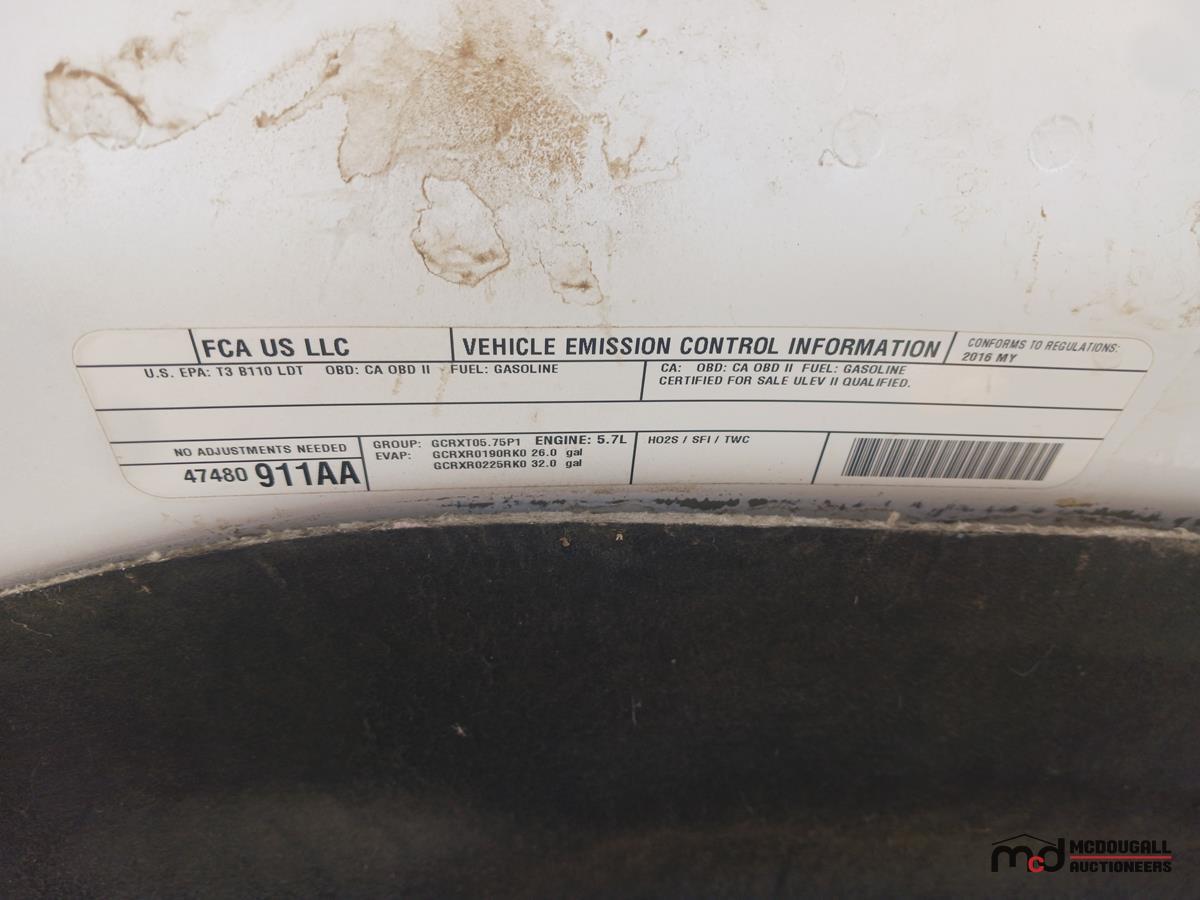 FCA US LLC
VEHICLE EMISSION CONTROL INFORMATION
CONFORMS TO REGULATIONS:
2016 MY
U.S. EPA: T3 B110 LDT OBD: CA OBD II FUEL: GASOLINE
CA: OBD: CA OBD II FUEL: GASOLINE
CERTIFIED FOR SALE ULEV II QUALIFIED.
NO ADJUSTMENTS NEEDED
47480 911AA
GROUP: GCRXT05.75P1 ENGINE: 5.7L
EVAP: GCRXR0190RK0 26.0 gal
GCRXR0225RK0 32.0 gal
HO2S / SFI / TWC
mcd MCDOUGALL
AUCTIONEERS